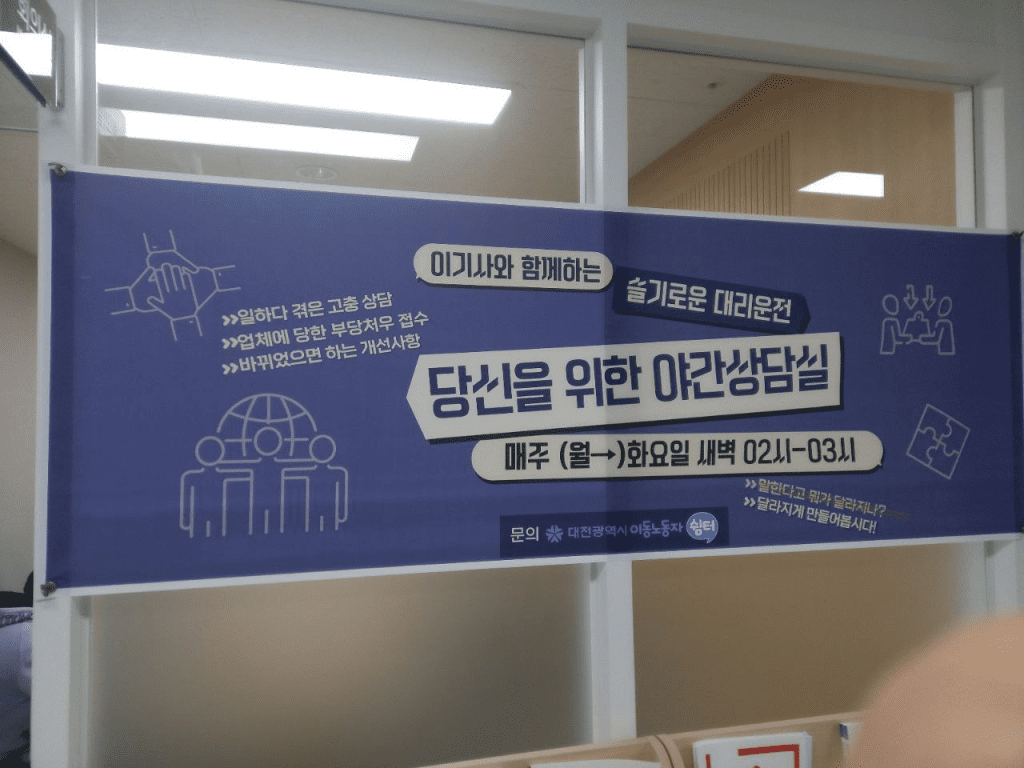 회의실
이기사와 함께하는
슬기로운 대리운전
»일하다 겪은 고충 상담
»업체에 당한 부당처우 접수
»바뀌었으면 하는 개선사항
당신을 위한 야간상담실
매주 (월→)화요일 새벽 02시-03시
»말한다고 뭐가 달라지나?
»달라지게 만들어봅시다!
문의 대전광역시 이동노동자 쉼터